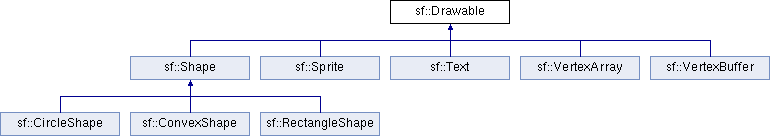 sf::Drawable
sf::Shape
sf::Sprite
sf::Text
sf::VertexArray
sf::VertexBuffer
sf::CircleShape
sf::ConvexShape
sf::RectangleShape